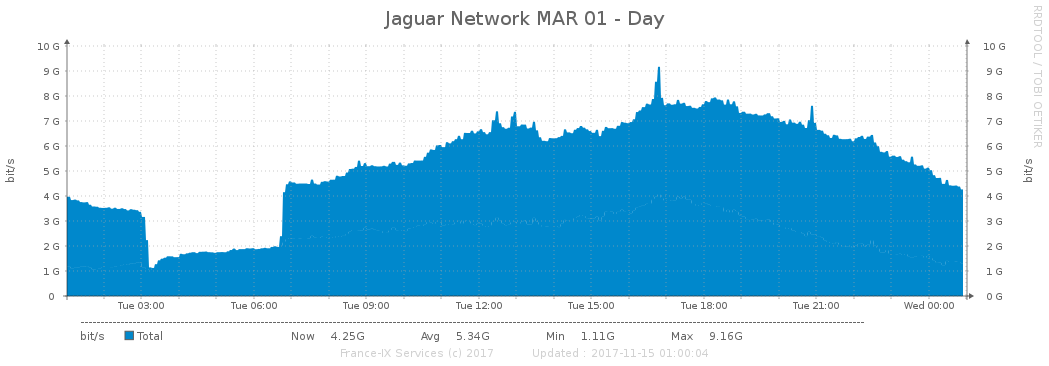 Jaguar Network MAR 01 - Day
RRDTOOL / TOBI OETIKER
bit/s
10 G
9 G
8 G
7 G
6 G
5 G
4 G
3 G
2 G
1 G
0
10 G
9 G
8 G
7 G
6 G
5 G
4 G
3 G
2 G
1 G
0 G
bit/s
Tue 03:00 Tue 06:00 Tue 09:00 Tue 12:00 Tue 15:00 Tue 18:00 Tue 21:00 Wed 00:00
bit/s Total Now 4.25G Avg 5.34G Min 1.11G Max 9.16G
France-IX Services (c) 2017 Updated : 2017-11-15 01:00:04